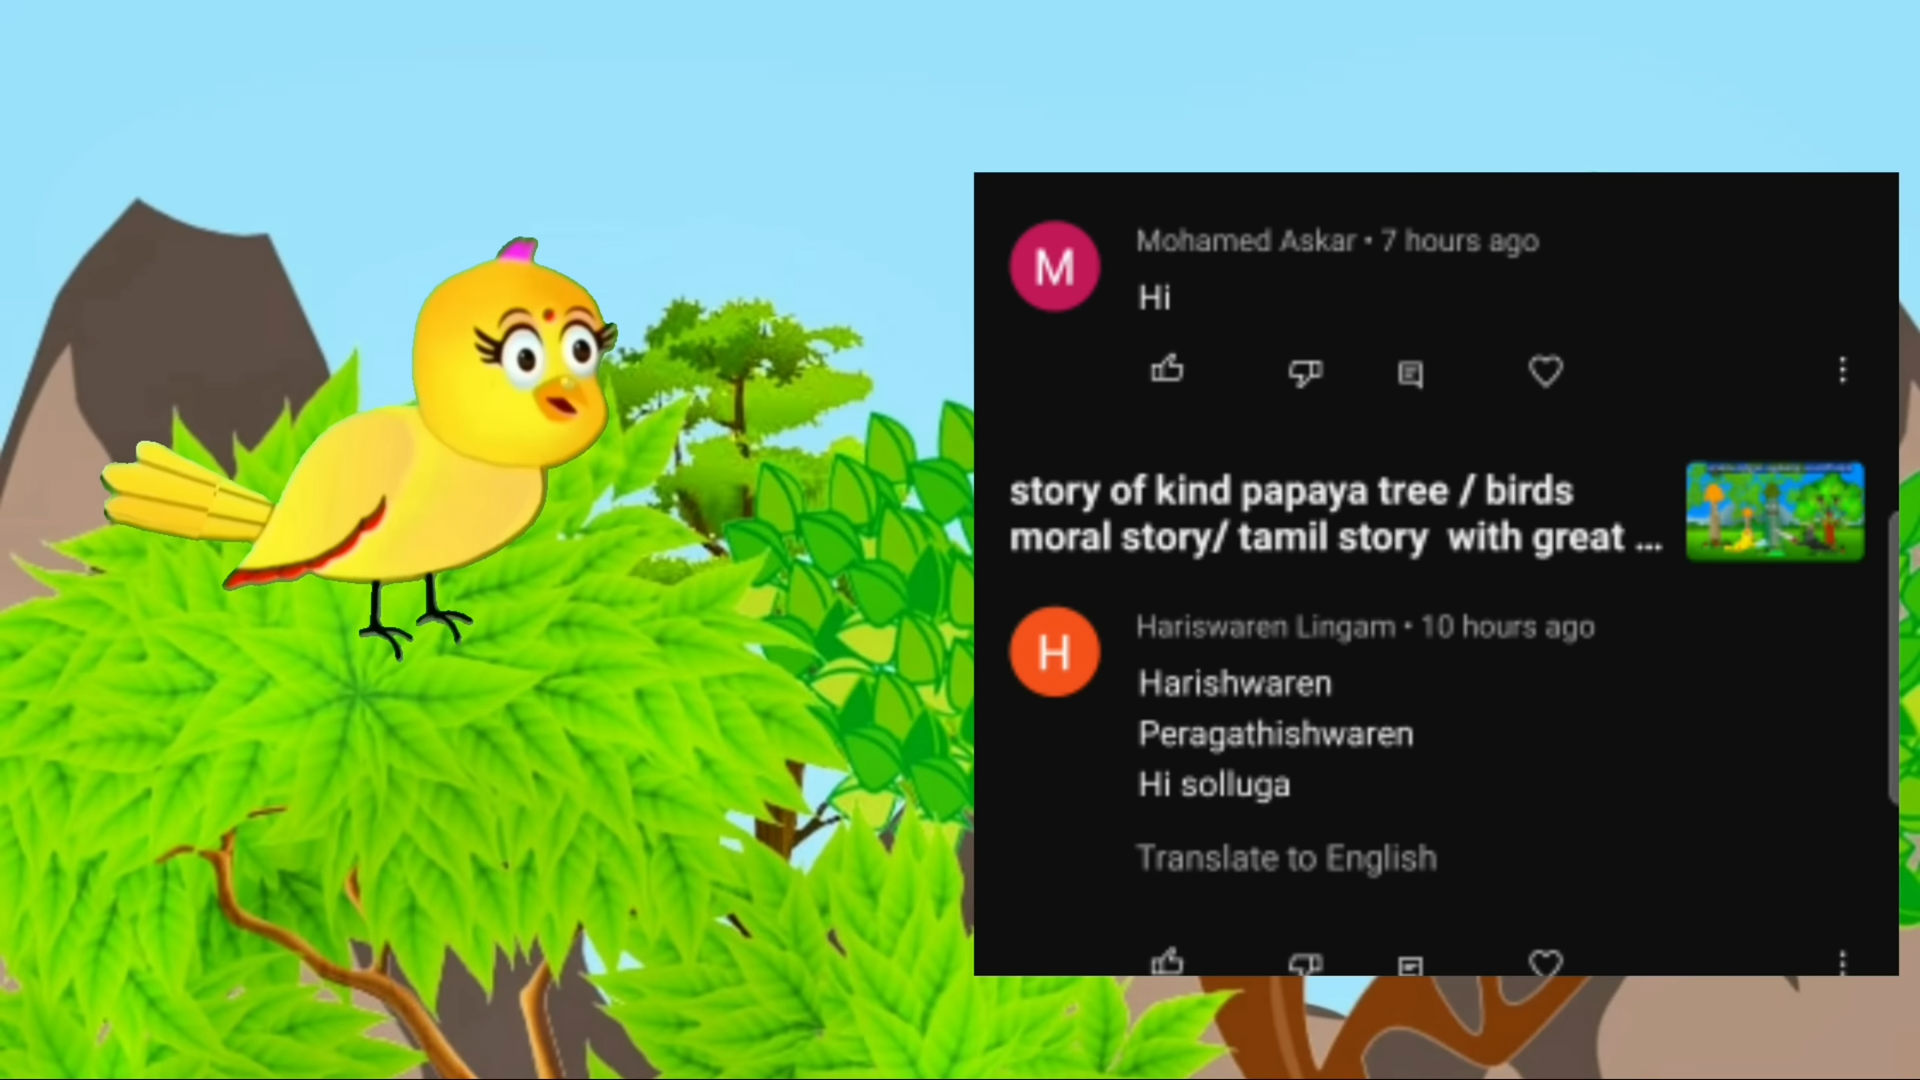 M
Mohamed Askar • 7 hours ago
Hi
story of kind papaya tree / birds
moral story/ tamil story with great ...
H
Hariswaren Lingam • 10 hours ago
Harishwaren
Peragathishwaren
Hi solluga
Translate to English